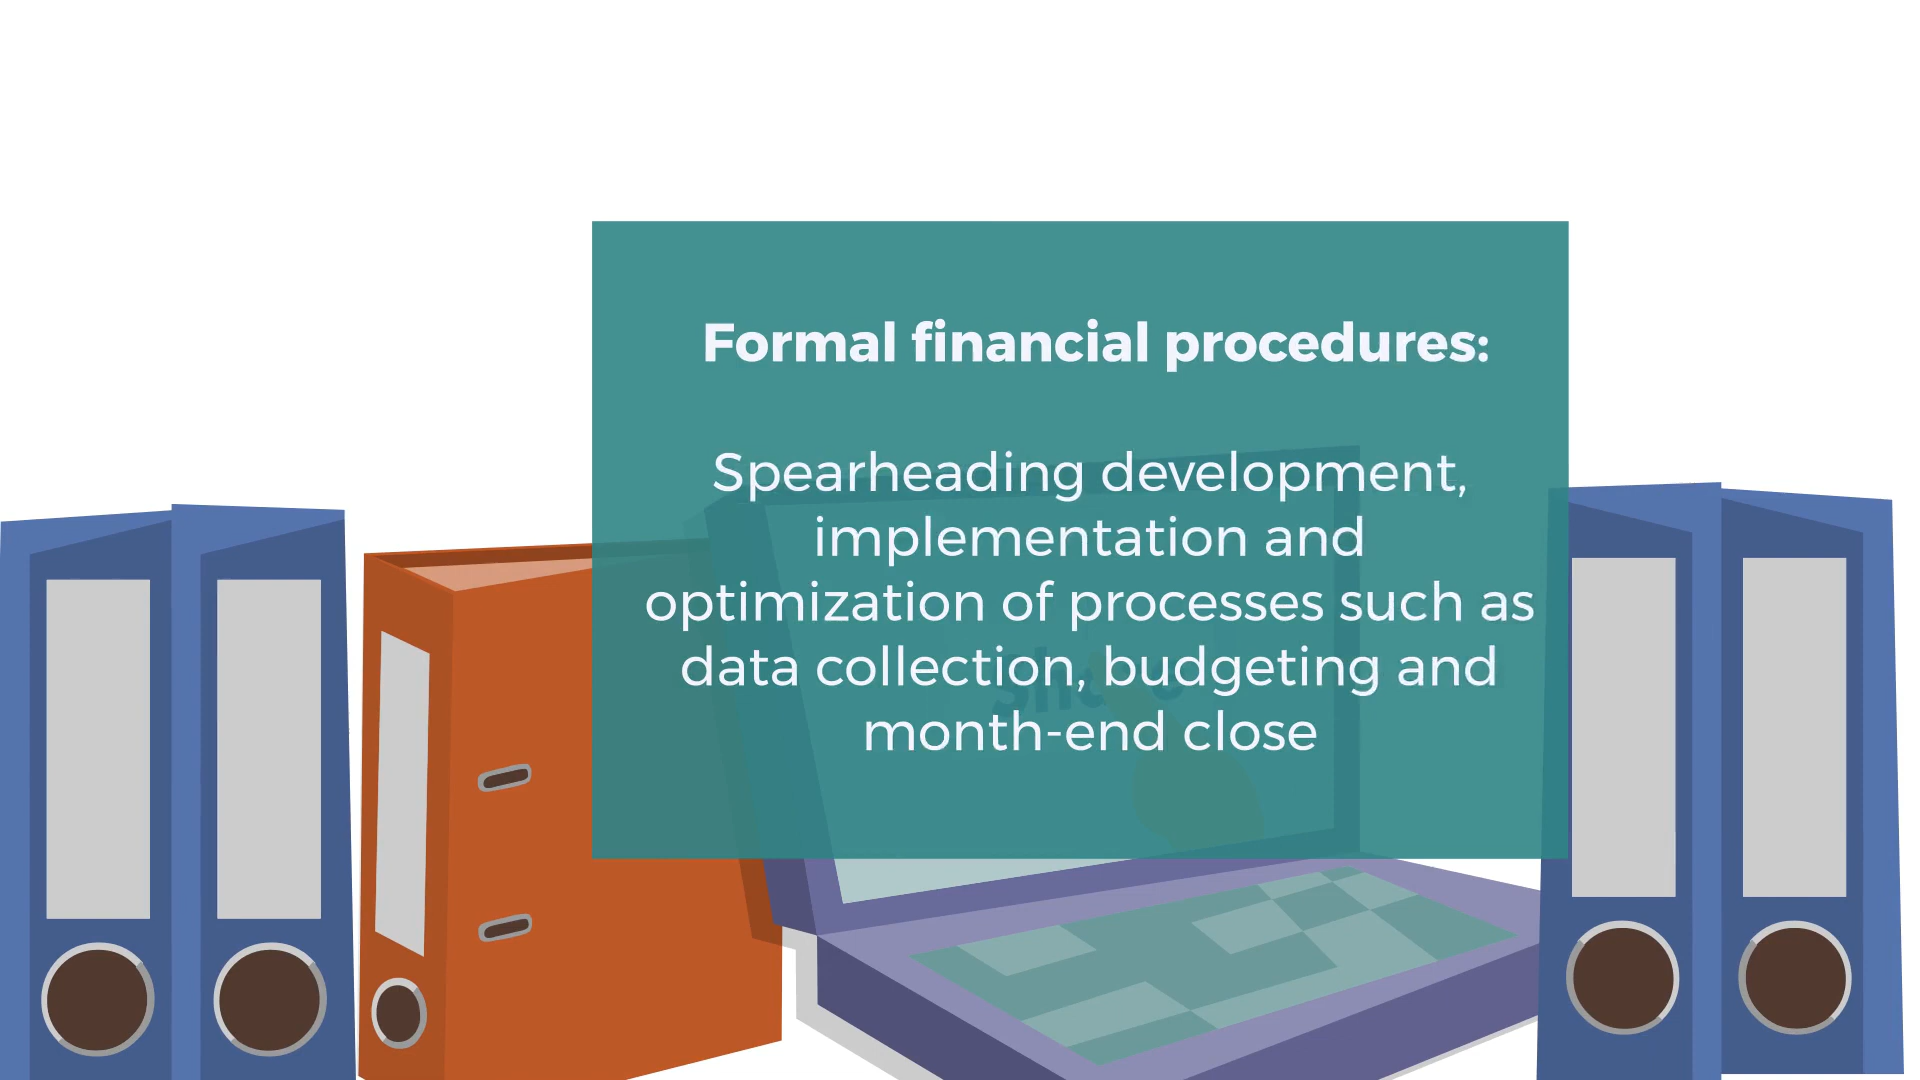 Formal financial procedures:
Spearheading development,
implementation and
optimization of processes such as
data collection, budgeting and
month-end close